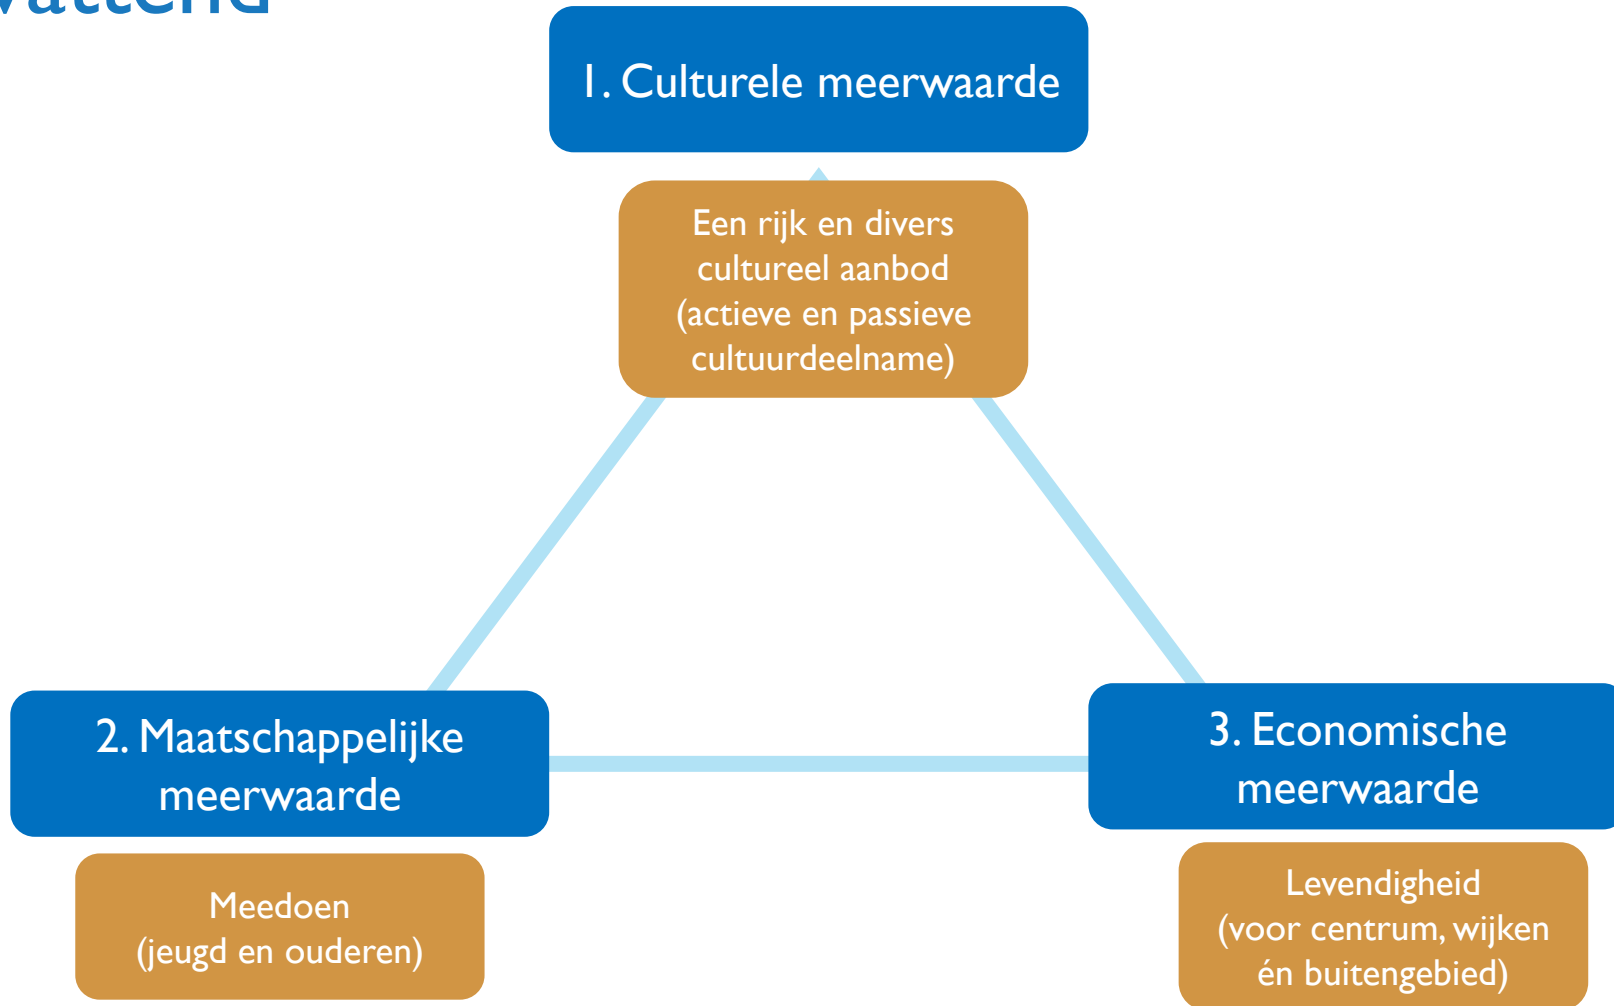 1. Culturele meerwaarde
Een rijk en divers
cultureel aanbod
(actieve en passieve
cultuurdeelname)
2. Maatschappelijke
meerwaarde
Meedoen
(jeugd en ouderen)
3. Economische
meerwaarde
Levendigheid
(voor centrum, wijken
én buitengebied)